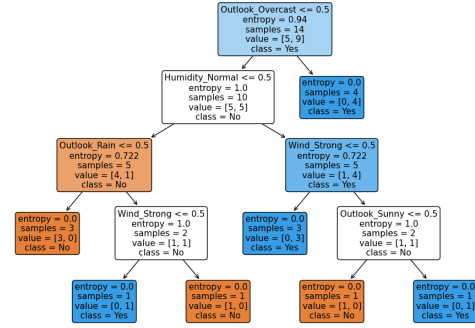 Outlook_Overcast <= 0.5
entropy = 0.94
samples = 14
value = [5, 9]
class = Yes
Humidity_Normal <= 0.5
entropy = 1.0
samples = 10
value = [5, 5]
class = No
entropy = 0.0
samples = 4
value = [0, 4]
class = Yes
Outlook_Rain <= 0.5
entropy = 0.722
samples = 5
value = [4, 1]
class = No
Wind_Strong <= 0.5
entropy = 0.722
samples = 5
value = [1, 4]
class = Yes
entropy = 0.0
samples = 3
value = [3, 0]
class = No
Wind_Strong <= 0.5
entropy = 1.0
samples = 2
value = [1, 1]
class = No
entropy = 0.0
samples = 3
value = [0, 3]
class = Yes
Outlook_Sunny <= 0.5
entropy = 1.0
samples = 2
value = [1, 1]
class = No
entropy = 0.0
samples = 1
value = [0, 1]
class = Yes
entropy = 0.0
samples = 1
value = [1, 0]
class = No
entropy = 0.0
samples = 1
value = [1, 0]
class = No
entropy = 0.0
samples = 1
value = [0, 1]
class = Yes